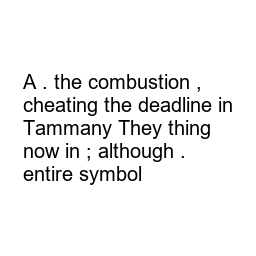 A . the combustion ,
cheating the deadline in
Tammany They thing
now in ; although .
entire symbol